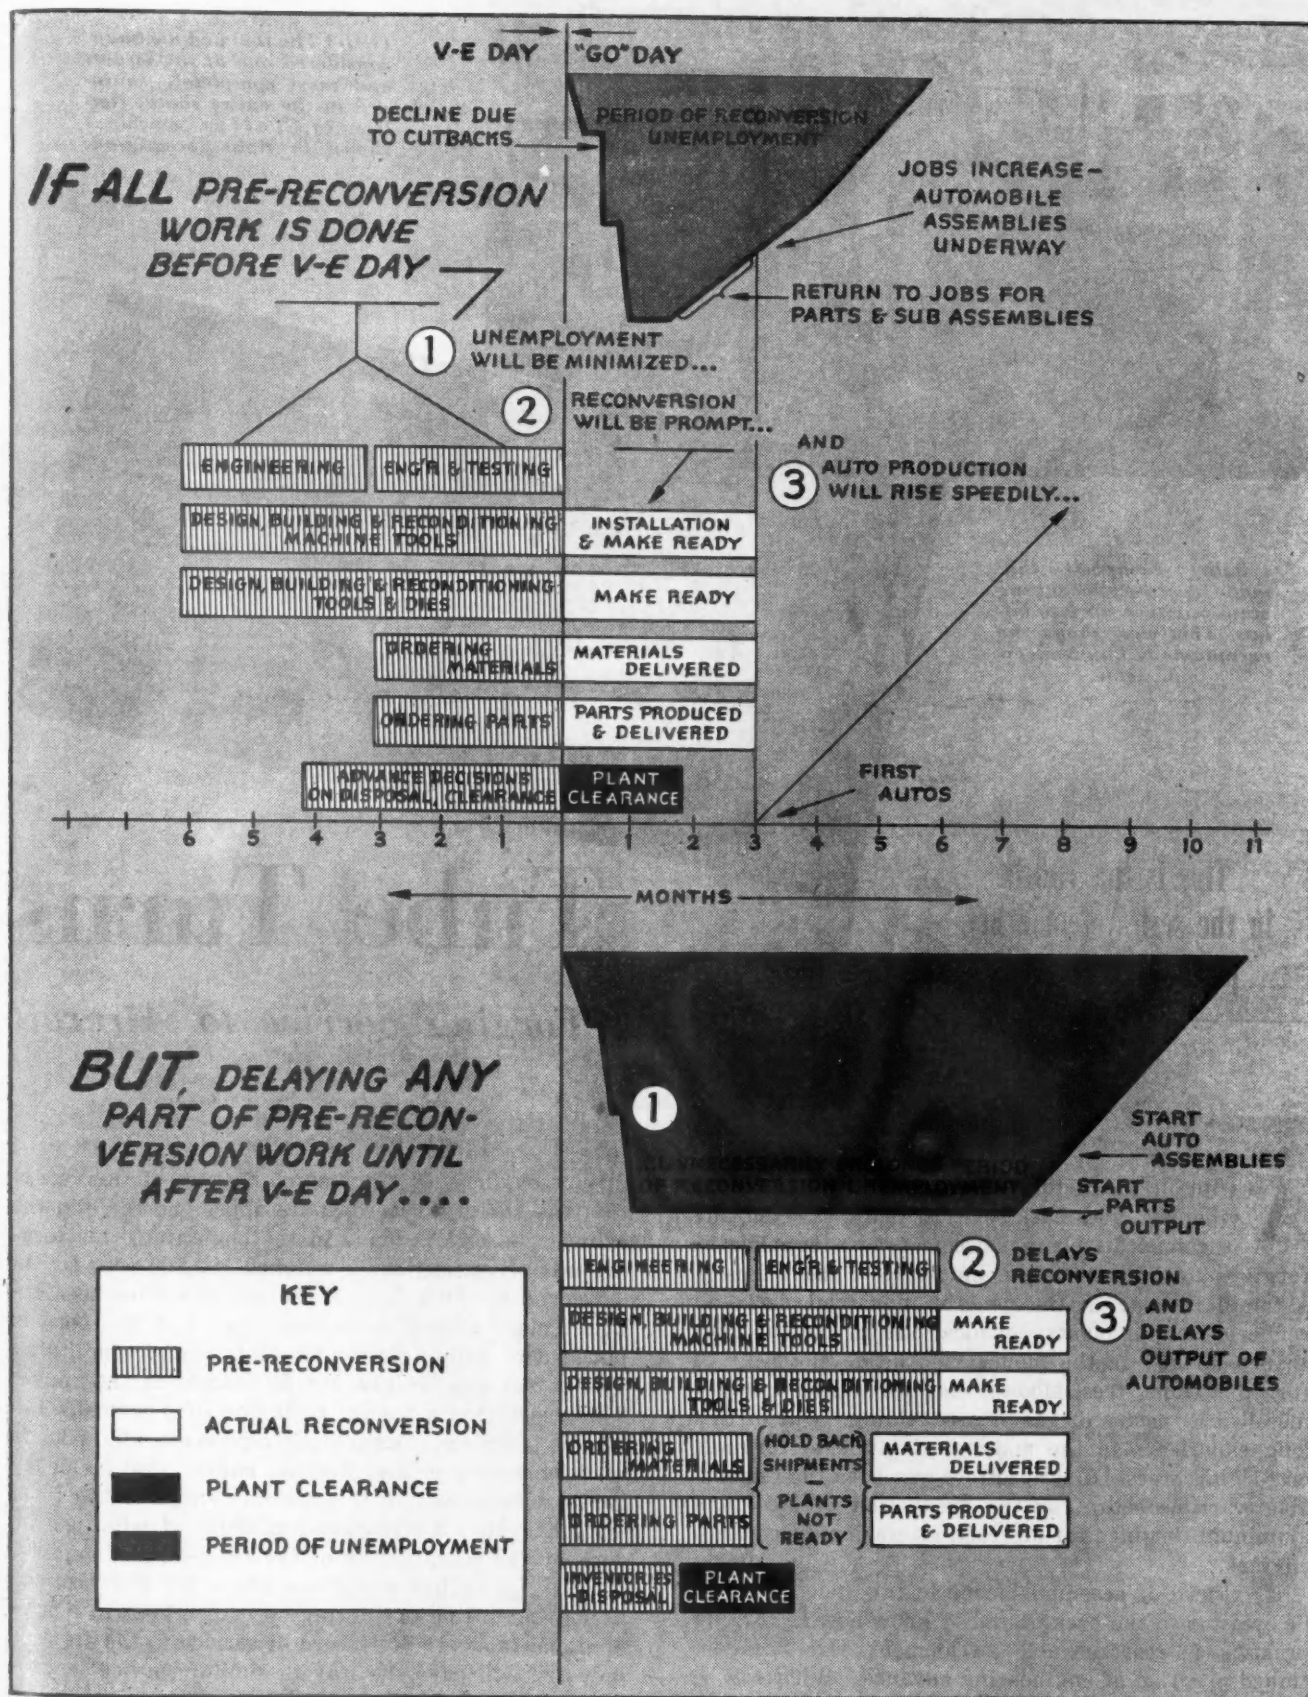 V-E DAY
"GO" DAY
DECLINE DUE
TO CUTBACKS
PERIOD OF RECONVERSION
UNEMPLOYMENT
JOBS INCREASE—
AUTOMOBILE
ASSEMBLIES
UNDERWAY
RETURN TO JOBS FOR
PARTS & SUB ASSEMBLIES
IF ALL PRE-RECONVERSION
WORK IS DONE
BEFORE V-E DAY
1 UNEMPLOYMENT
WILL BE MINIMIZED...
2 RECONVERSION
WILL BE PROMPT...
AND
3 AUTO PRODUCTION
WILL RISE SPEEDILY...
ENGINEERING
ENG'R & TESTING
DESIGN, BUILDING & RECONDITIONING
MACHINE TOOLS
INSTALLATION
& MAKE READY
DESIGN, BUILDING & RECONDITIONING
TOOLS & DIES
MAKE READY
ORDERING
MATERIALS
MATERIALS
DELIVERED
ORDERING PARTS
PARTS PRODUCED
& DELIVERED
ADVANCE DECISIONS
ON DISPOSAL, CLEARANCE
PLANT
CLEARANCE
FIRST
AUTOS
6 5 4 3 2 1 1 2 3 4 5 6 7 8 9 10 11
MONTHS
BUT, DELAYING ANY
PART OF PRE-RECON-
VERSION WORK UNTIL
AFTER V-E DAY....
1
UNNECESSARILY
OF RECONVERSION UNEMPLOYMENT
START
AUTO
ASSEMBLIES
START
PARTS
OUTPUT
ENGINEERING
ENG'R & TESTING
2 DELAYS
RECONVERSION
DESIGN, BUILDING & RECONDITIONING
MACHINE TOOLS
MAKE
READY
3 AND
DELAYS
OUTPUT OF
AUTOMOBILES
DESIGN, BUILDING & RECONDITIONING
TOOLS & DIES
MAKE
READY
ORDERING
MATERIALS
HOLD BACK
SHIPMENTS
—
PLANTS
NOT
READY
MATERIALS
DELIVERED
ORDERING PARTS
PARTS PRODUCED
& DELIVERED
INVENTORIES
-DISPOSAL
PLANT
CLEARANCE
KEY
PRE-RECONVERSION
ACTUAL RECONVERSION
PLANT CLEARANCE
PERIOD OF UNEMPLOYMENT